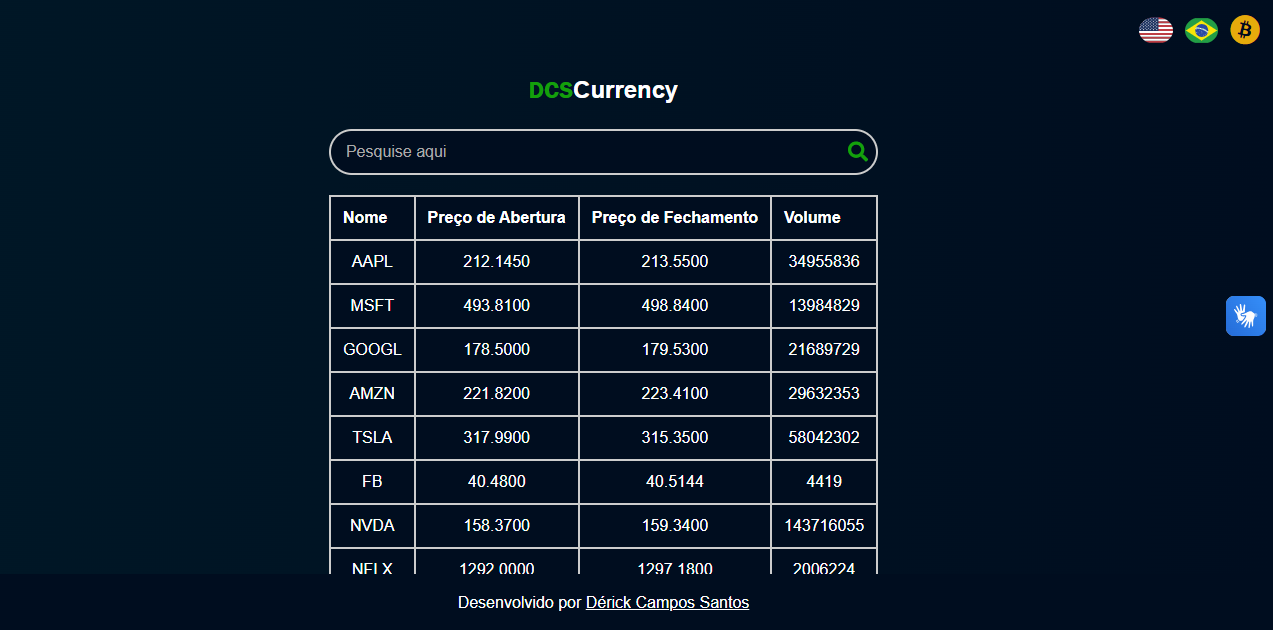 DCSCurrency
Pesquise aqui
Nome Preço de Abertura Preço de Fechamento Volume
AAPL 212.1450 213.5500 34955836
MSFT 493.8100 498.8400 13984829
GOOGL 178.5000 179.5300 21689729
AMZN 221.8200 223.4100 29632353
TSLA 317.9900 315.3500 58042302
FB 40.4800 40.5144 4419
NVDA 158.3700 159.3400 143716055
NFLX 1292.0000 1297.1800 2006224
Desenvolvido por Dérick Campos Santos